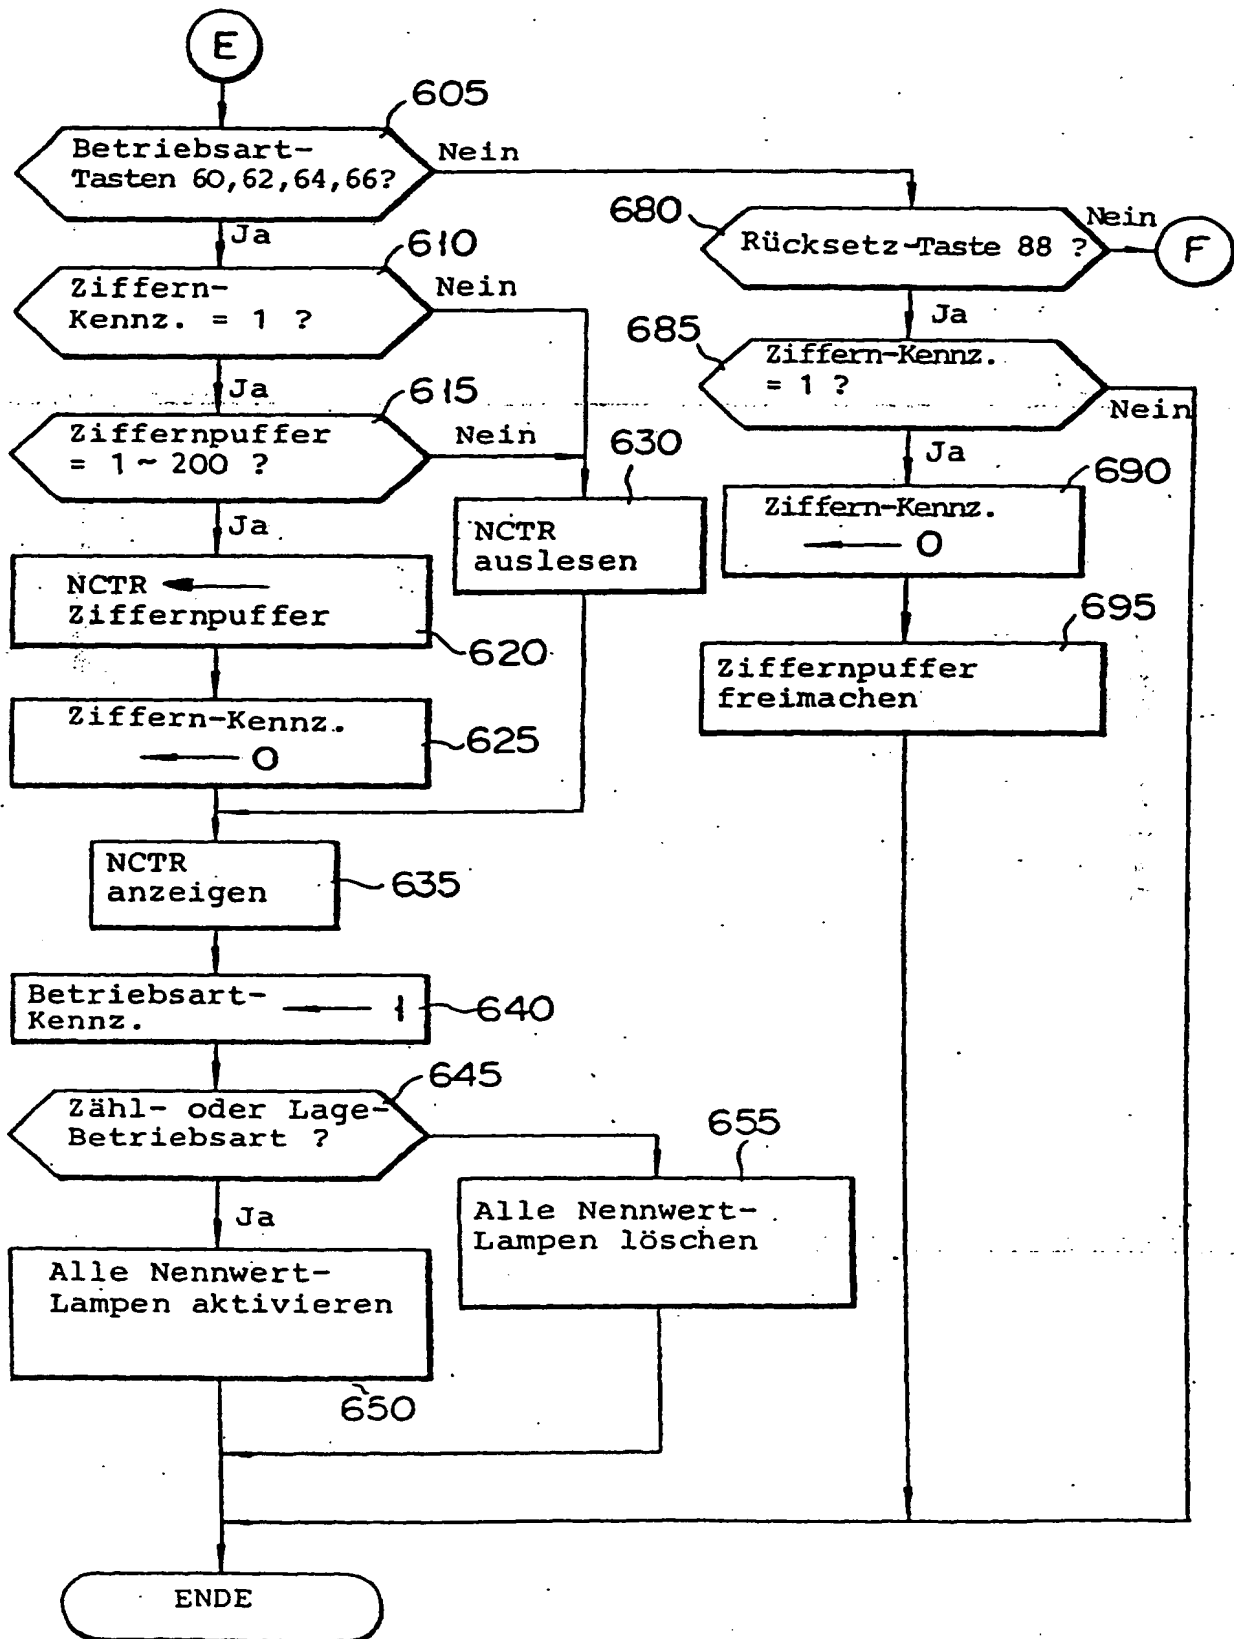 E
605
Betriebsart-
Tasten 60,62,64,66?
Nein
Ja
610
Ziffern-
Kennz. = 1 ?
Nein
Ja
615
Ziffernpuffer
= 1~200 ?
Nein
Ja
NCTR ←
Ziffernpuffer
620
Ziffern-Kennz.
← 0
625
630
NCTR
auslesen
NCTR
anzeigen
635
Betriebsart-
Kennz. ← 1
640
645
Zähl- oder Lage-
Betriebsart ?
Ja
Alle Nennwert-
Lampen aktivieren
650
655
Alle Nennwert-
Lampen löschen
680
Rücksetz-Taste 88 ?
Nein
F
Ja
685
Ziffern-Kennz.
= 1 ?
Nein
Ja
690
Ziffern-Kennz.
← 0
695
Ziffernpuffer
freimachen
ENDE